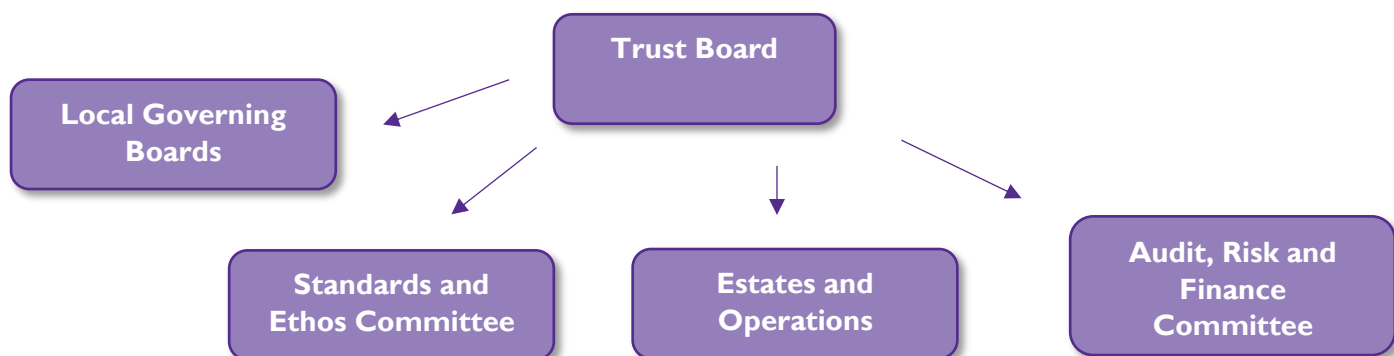 Trust Board
Local Governing
Boards
Standards and
Ethos Committee
Estates and
Operations
Audit, Risk and
Finance
Committee